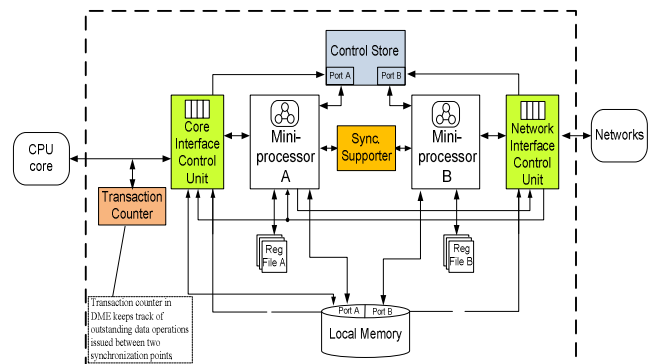 Control Store
Port A
Port B
Core
Interface
Control
Unit
Mini-
processor
A
Sync.
Supporter
Mini-
processor
B
Network
Interface
Control
Unit
CPU
core
Networks
Transaction
Counter
Reg
File A
Reg
File B
Transaction counter in
DME keeps track of
outstanding data operations
issued between two
synchronization points
Port A
Port B
Local Memory